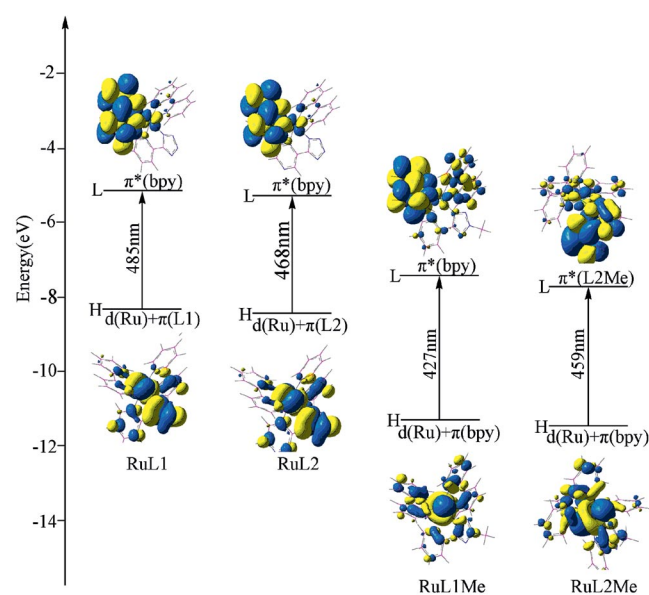 Energy(eV)
-2
-4
-6
-8
-10
-12
-14
L π*(bpy)
485nm
H d(Ru)+π(L1)
RuL1
L π*(bpy)
468nm
H d(Ru)+π(L2)
RuL2
L π*(bpy)
427nm
H d(Ru)+π(bpy)
RuL1Me
L π*(L2Me)
459nm
H d(Ru)+π(bpy)
RuL2Me